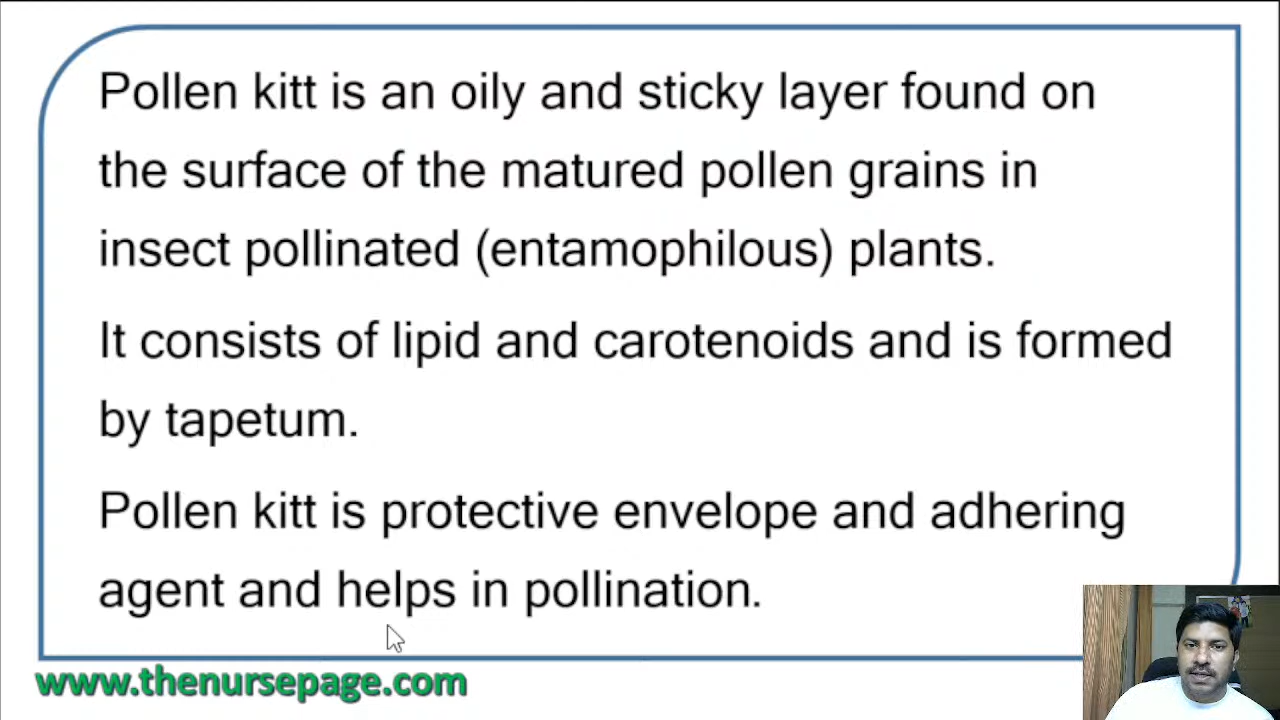 Pollen kitt is an oily and sticky layer found on
the surface of the matured pollen grains in
insect pollinated (entamophilous) plants.
It consists of lipid and carotenoids and is formed
by tapetum.
Pollen kitt is protective envelope and adhering
agent and helps in pollination.
www.thenursepage.com